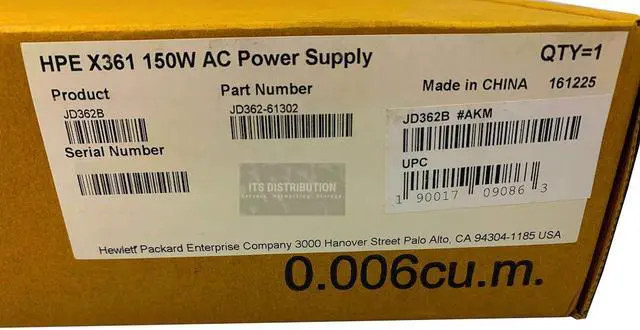 HPE X361 150W AC Power Supply
QTY=1
Product
JD362B
Part Number
JD362-61302
Made in CHINA 161225
Serial Number
JD362B #AKM
UPC
1 90017 09086 3
ITS DISTRIBUTION
Hewlett Packard Enterprise Company 3000 Hanover Street Palo Alto, CA 94304-1185 USA
0.006cu.m.